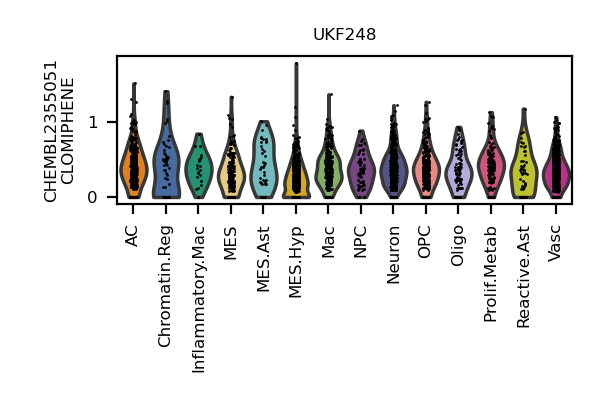 UKF248
CHEMBL2355051
CLOMIPHENE
1
0
AC
Chromatin.Reg
Inflammatory.Mac
MES
MES.Ast
MES.Hyp
Mac
NPC
Neuron
OPC
Oligo
Prolif.Metab
Reactive.Ast
Vasc